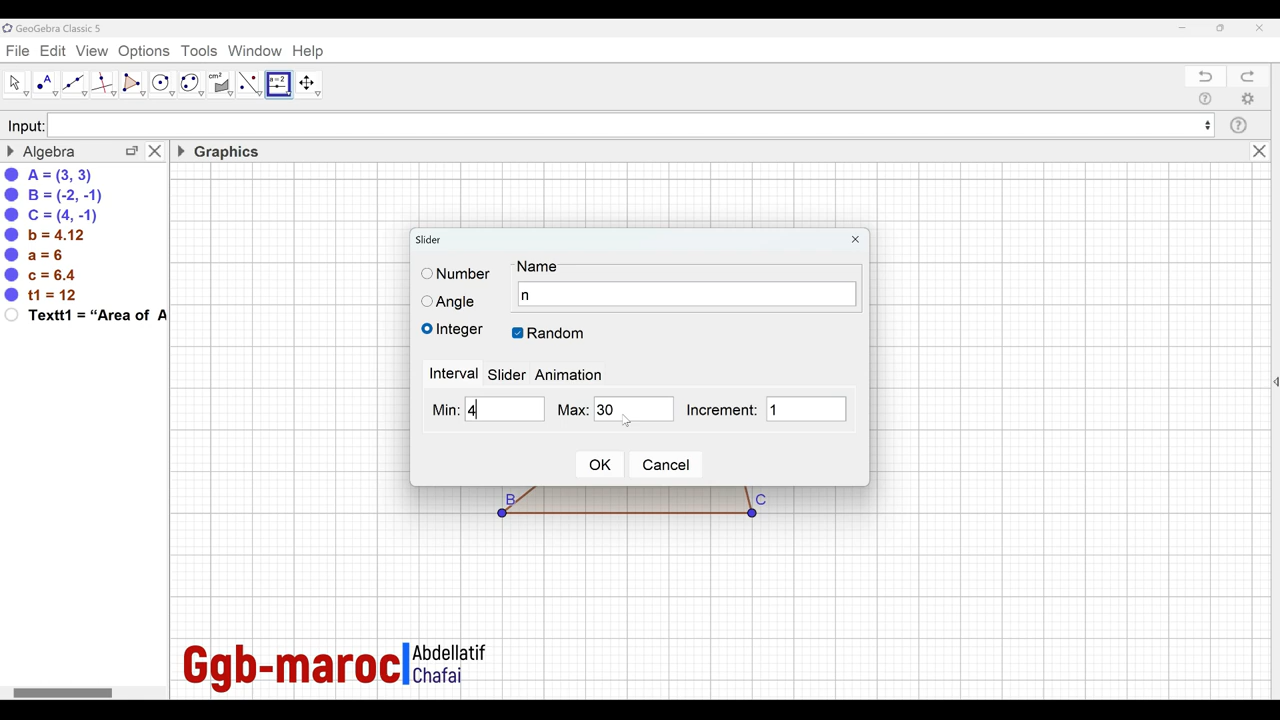 GeoGebra Classic 5
File Edit View Options Tools Window Help
A
cm²
a=2
Input:
Algebra
Graphics
A = (3, 3)
B = (-2, -1)
C = (4, -1)
b = 4.12
a = 6
c = 6.4
t1 = 12
Textt1 = “Area of A
Slider
Number
Angle
Integer
Name
n
Random
Interval Slider Animation
Min: 4 Max: 30 Increment: 1
OK Cancel
B
C
Ggb-maroc
Abdellatif
Chafai